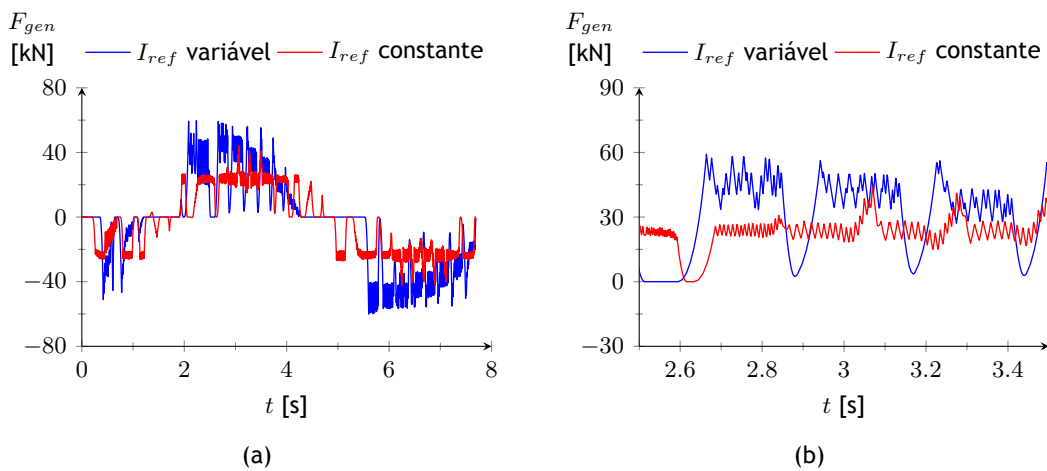 F_gen
[kN]
I_ref variável
I_ref constante
80
40
0
−40
−80
0
2
4
6
8
t [s]
(a)
F_gen
[kN]
I_ref variável
I_ref constante
90
60
30
0
−30
2.6
2.8
3
3.2
3.4
t [s]
(b)